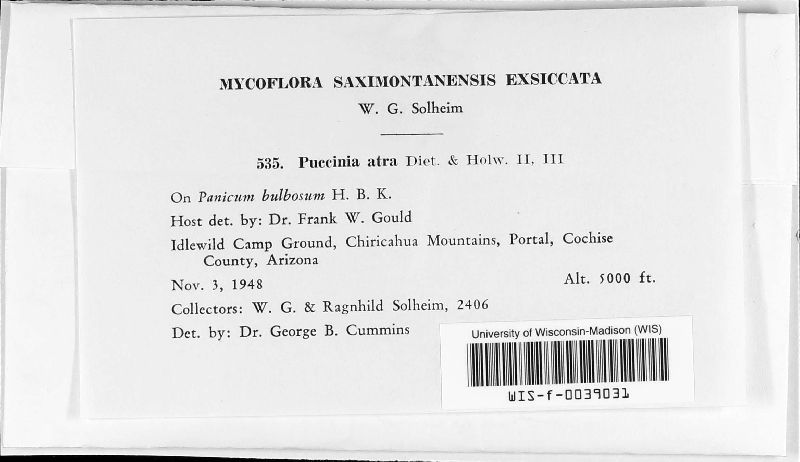 MYCOFLORA SAXIMONTANENSIS EXSICCATA
W. G. Solheim
535. Puccinia atra Diet. & Holw. II, III
On Panicum bulbosum H. B. K.
Host det. by: Dr. Frank W. Gould
Idlewild Camp Ground, Chiricahua Mountains, Portal, Cochise
County, Arizona
Nov. 3, 1948 Alt. 5000 ft.
Collectors: W. G. & Ragnhild Solheim, 2406
Det. by: Dr. George B. Cummins
University of Wisconsin-Madison (WIS)
WIS-f-0039031